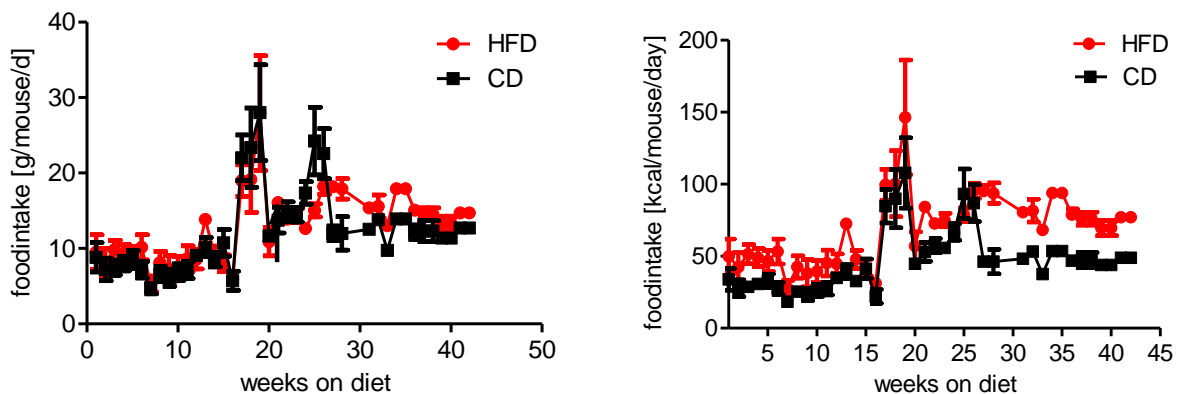 foodintake [g/mouse/d]
40
30
20
10
0
0 10 20 30 40 50
weeks on diet
HFD
CD
foodintake [kcal/mouse/day]
200
150
100
50
0
5 10 15 20 25 30 35 40 45
weeks on diet
HFD
CD